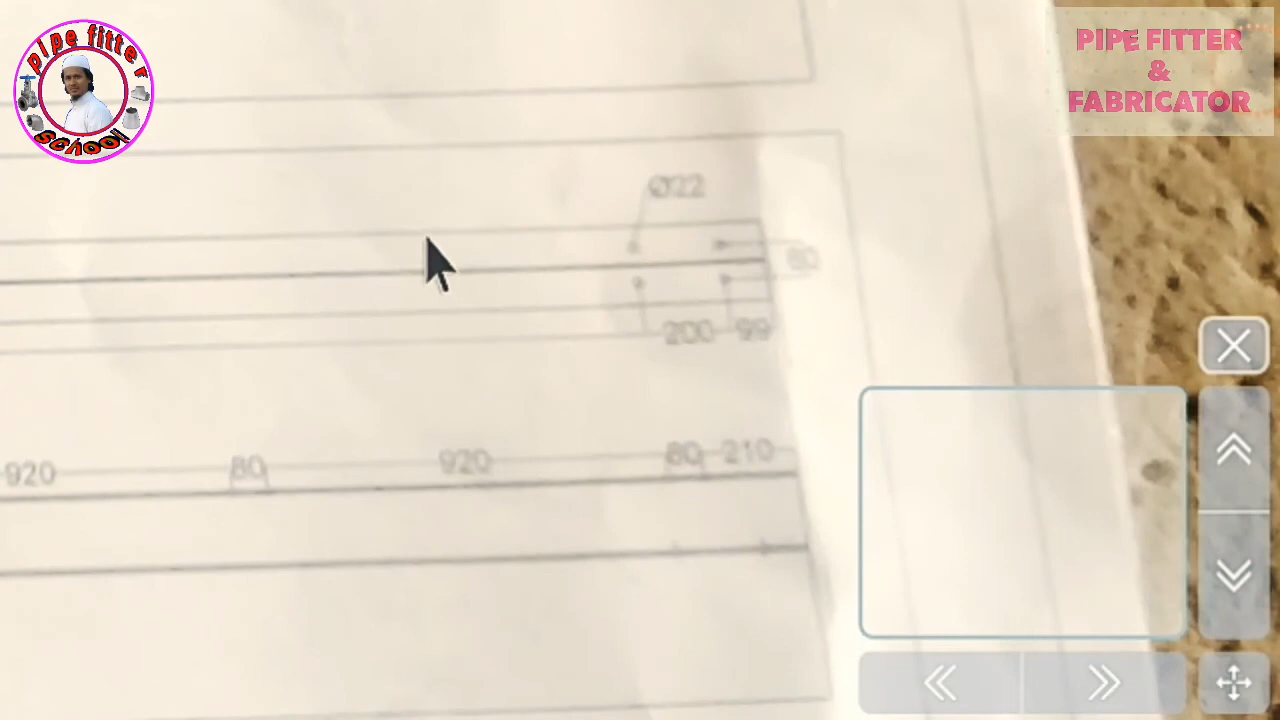 pipe fitter
school
PIPE FITTER
&
FABRICATOR
Ø22
80
200 99
920 80 920 80 210